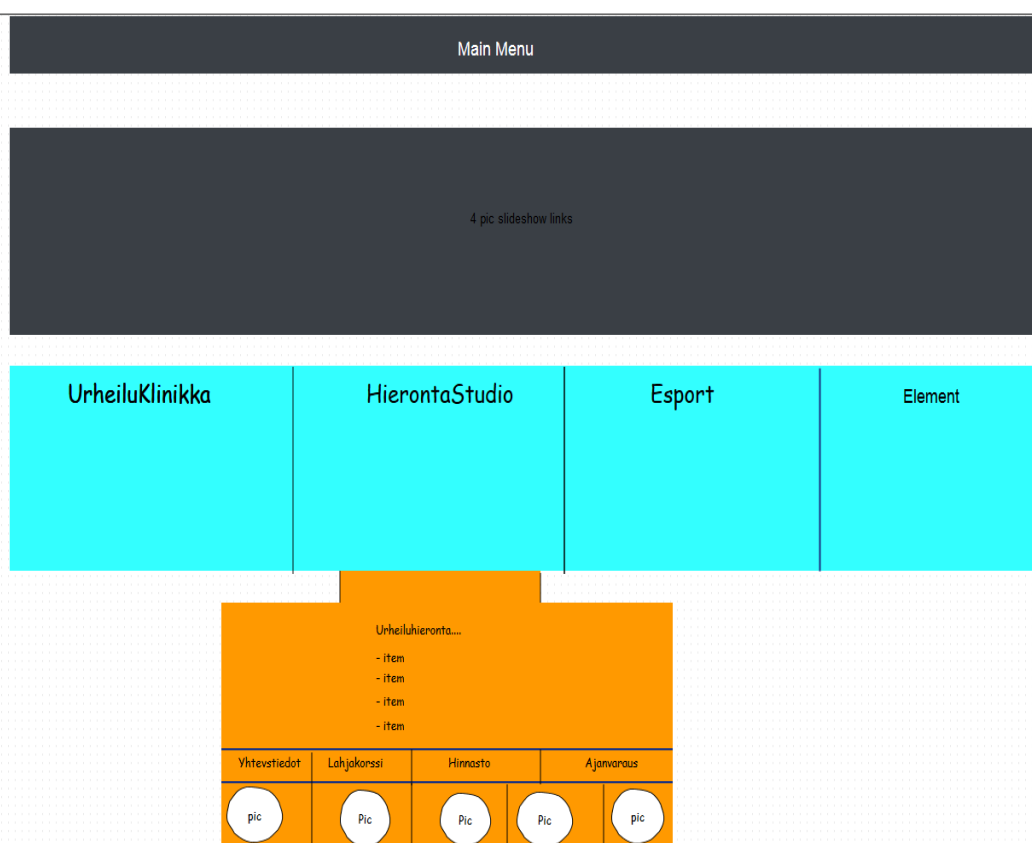 Main Menu
4 pic slideshow links
UrheiluKlinikka
HierontaStudio
Esport
Element
Urheiluhieronta....
- item
- item
- item
- item
Yhtevstiedot
Lahjakorssi
Hinnasto
Ajanvaraus
pic
Pic
Pic
Pic
pic